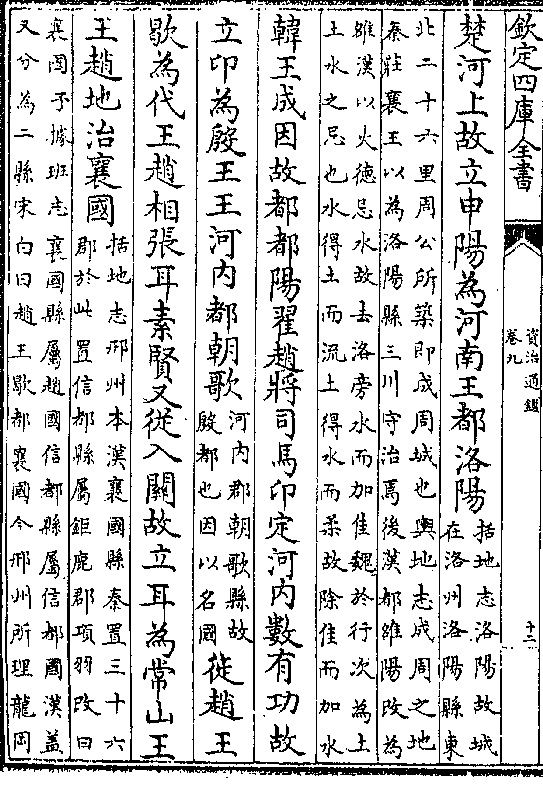 欽定四庫全書
資治通鑑
卷九
十二
楚河上故立申陽為河南王都洛陽
括地志洛陽故城
在洛州洛陽縣東
北二十六里周公所築即成周城也輿地志成周之地
秦莊襄王以為洛陽縣三川守治焉後漢都雒陽改為
雒漢以火德忌水故去洛旁水而加隹魏於行次為土
土水之忌也水得土而流土得水而柔故除隹而加水
韓王成因故都都陽翟趙將司馬卬定河内數有功故
立卬為殷王王河内都朝歌
河内郡朝歌縣故
殷都也因以名國
徙趙王
歇為代王趙相張耳素賢又從入關故立耳為常山王
王趙地治襄國
括地志邢州本漢襄國縣秦置三十六
郡於此置信都縣屬鉅鹿郡項羽改曰
襄國予據班志襄國縣屬趙國信都縣屬信都國漢蓋
又分為二縣宋白曰趙王歇都襄國今邢州所理龍岡